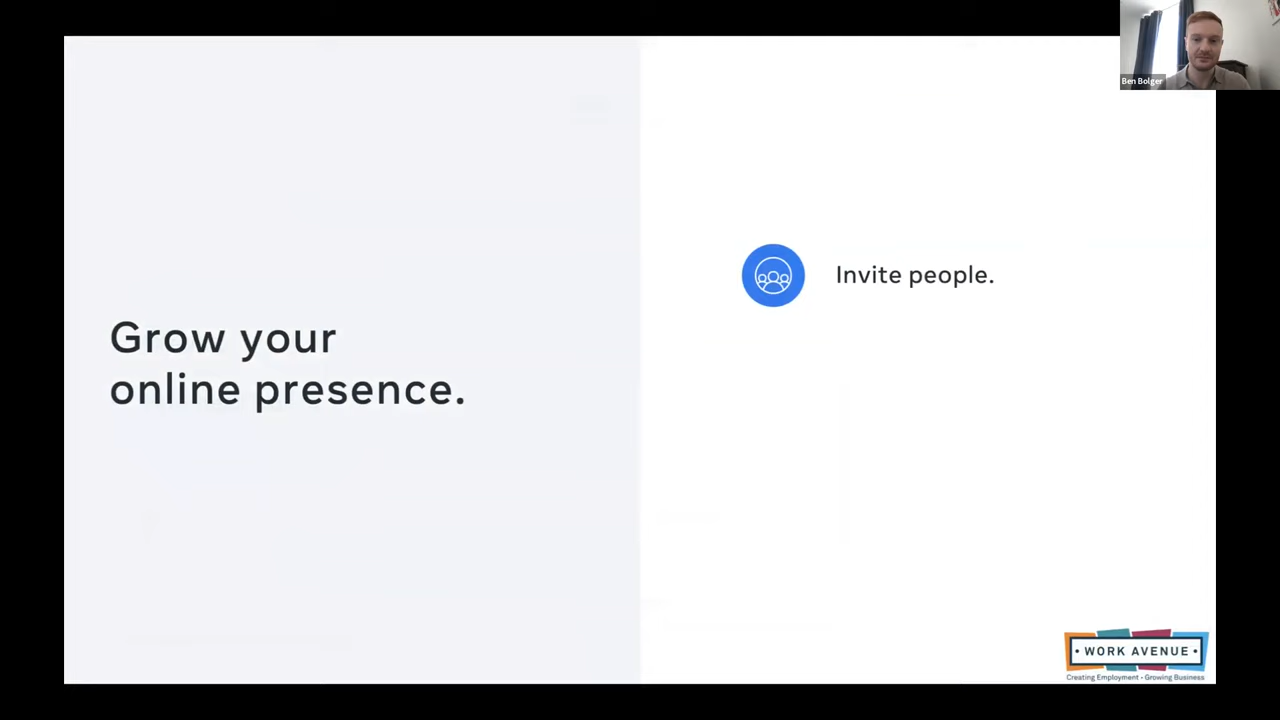 Ben Bolger
Invite people.
Grow your
online presence.
• WORK AVENUE •
Creating Employment • Growing Business